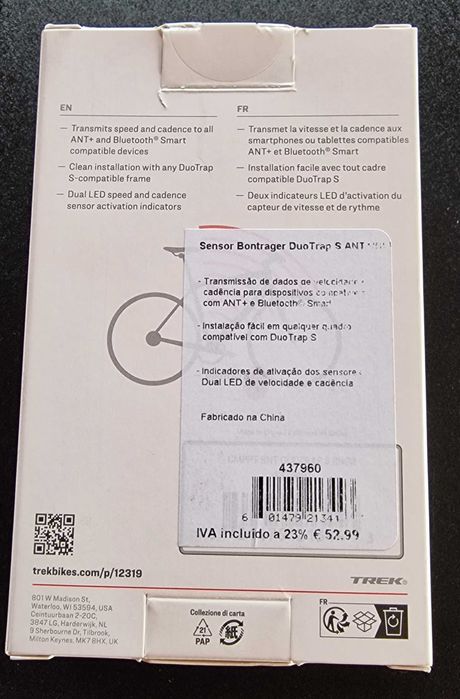 EN
— Transmits speed and cadence to all
ANT+ and Bluetooth® Smart
compatible devices
— Clean installation with any DuoTrap
S-compatible frame
— Dual LED speed and cadence
sensor activation indicators
FR
— Transmet la vitesse et la cadence aux
smartphones ou tablettes compatibles
ANT+ et Bluetooth® Smart
— Installation facile avec tout cadre
compatible DuoTrap S
— Deux indicateurs LED d'activation du
capteur de vitesse et de rythme
Sensor Bontrager DuoTrap S ANT
- Transmissão de dados de velocidade e
cadência para dispositivos compatíveis
com ANT+ e Bluetooth® Smart
- Instalação fácil em qualquer quadro
compatível com DuoTrap S
- Indicadores de ativação dos sensores
Dual LED de velocidade e cadência
Fabricado na China
437960
6 01479 21341
IVA incluído a 23% € 52.99
trekbikes.com/p/12319
TREK®
801 W Madison St,
Waterloo, WI 53594, USA
Ceintuurbaan 2-20C,
3847 LG, Harderwijk, NL
9 Sherbourne Dr, Tilbrook,
Milton Keynes, MK7 8HX, UK
Collezione di carta
21
PAP
紙
FR